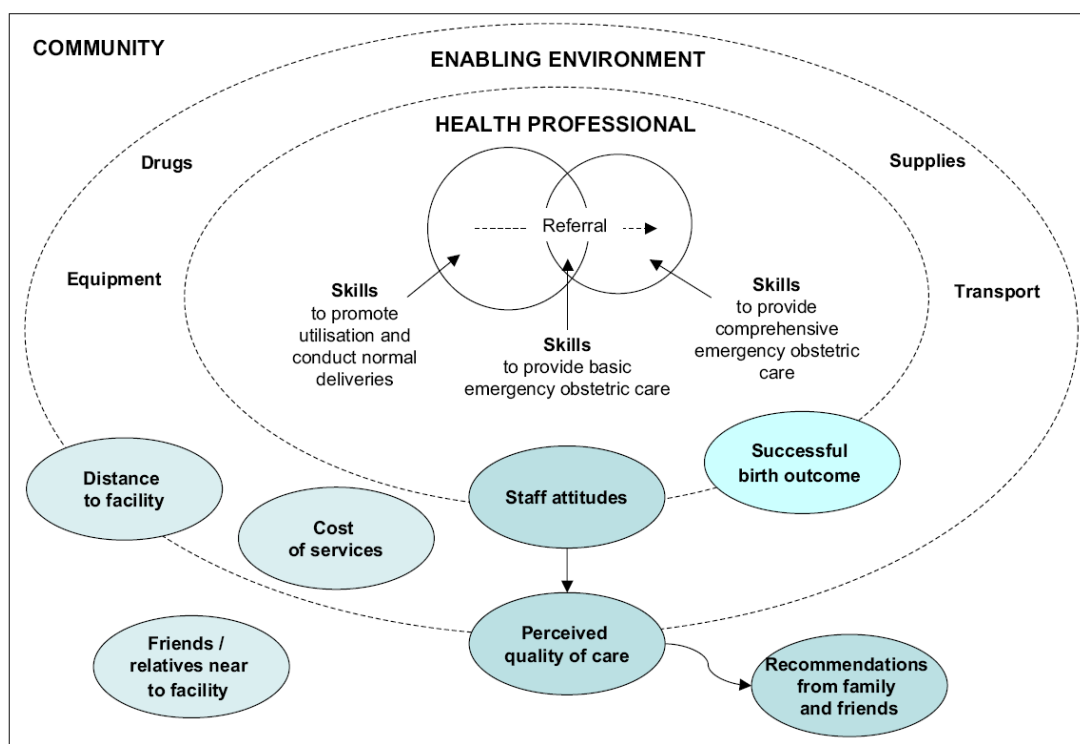 COMMUNITY
ENABLING ENVIRONMENT
HEALTH PROFESSIONAL
Drugs
Supplies
Referral
Equipment
Transport
Skills
to promote
utilisation and
conduct normal
deliveries
Skills
to provide basic
emergency obstetric care
Skills
to provide
comprehensive
emergency obstetric
care
Distance
to facility
Cost
of services
Staff attitudes
Successful
birth outcome
Friends /
relatives near
to facility
Perceived
quality of care
Recommendations
from family
and friends